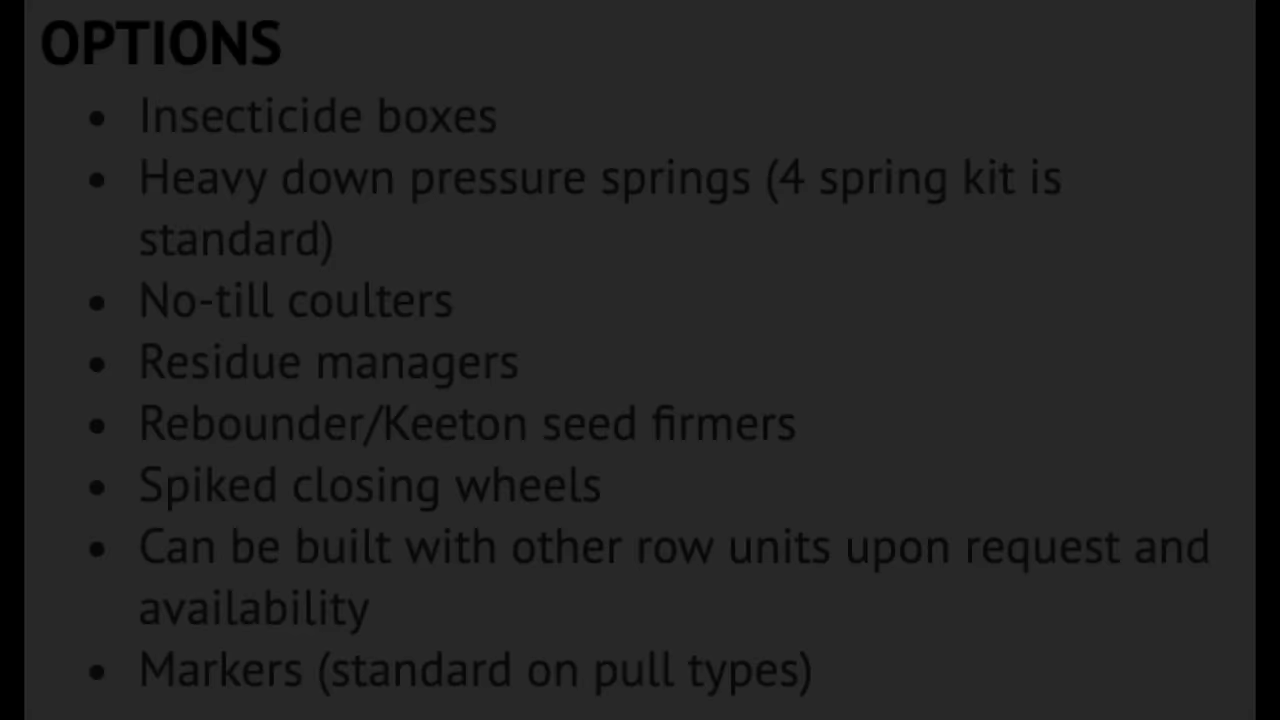 OPTIONS
• Insecticide boxes
• Heavy down pressure springs (4 spring kit is
standard)
• No-till coulters
• Residue managers
• Rebounder/Keeton seed firmers
• Spiked closing wheels
• Can be built with other row units upon request and
availability
• Markers (standard on pull types)